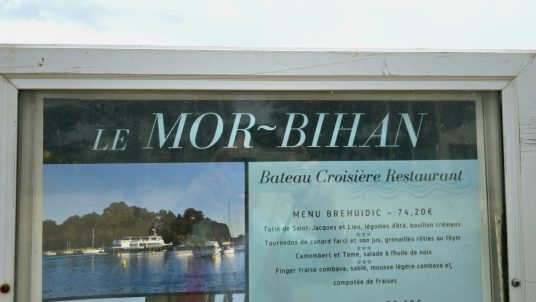 LE MOR~BIHAN
Bateau Croisière Restaurant
MENU BREHUIDIC - 74,20€
Tatin de Saint-Jacques et Lieu, légumes d'été, bouillon crémeux
***
Tournedos de canard farci et son jus, grenailles rôties au thym
***
Camembert et Tome, salade à l'huile de noix
***
Finger fraise combava, sablé, mousse légère combava et
compotée de fraises